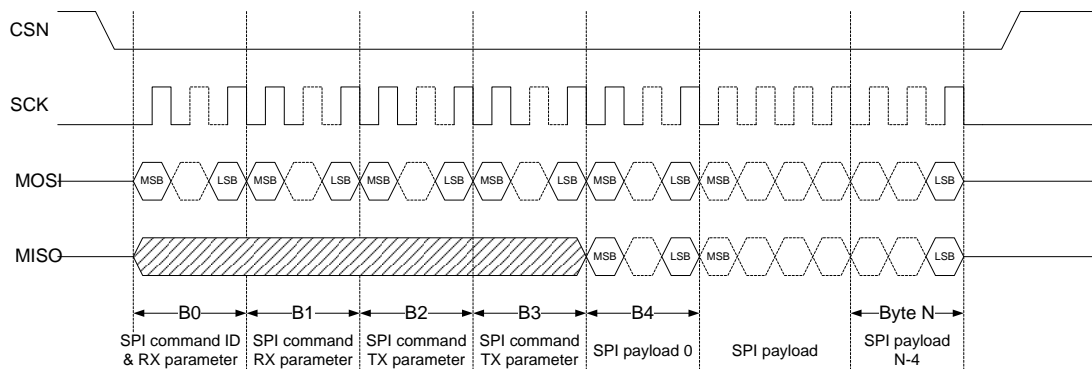 CSN
SCK
MOSI
MSB LSB MSB LSB MSB LSB MSB LSB MSB LSB MSB LSB
MISO
MSB LSB MSB LSB
B0 B1 B2 B3 B4 Byte N
SPI command ID
& RX parameter
SPI command
RX parameter
SPI command
TX parameter
SPI command
TX parameter
SPI payload 0
SPI payload
SPI payload
N-4